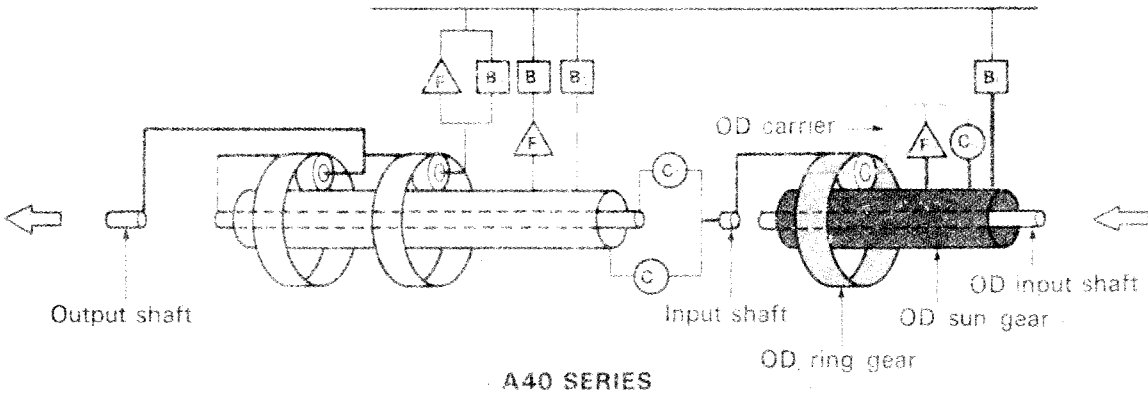 F
B
B
B
B
OD carrier
F
C
F
C
C
Output shaft
Input shaft
OD input shaft
OD sun gear
OD ring gear
A40 SERIES